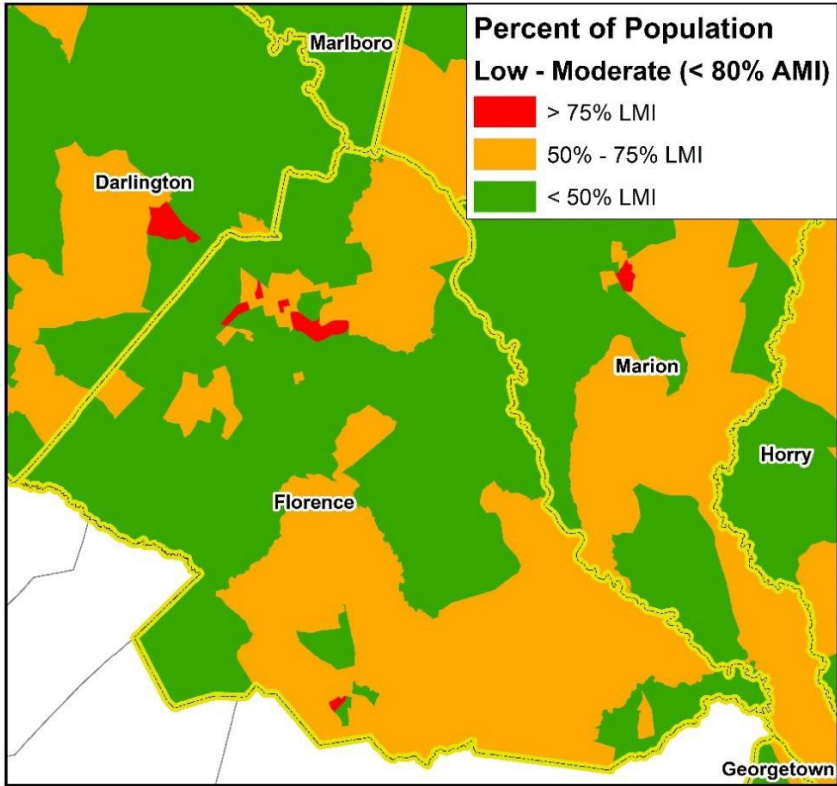 Percent of Population
Low - Moderate (< 80% AMI)
> 75% LMI
50% - 75% LMI
< 50% LMI
Marlboro
Darlington
Marion
Horry
Florence
Georgetown